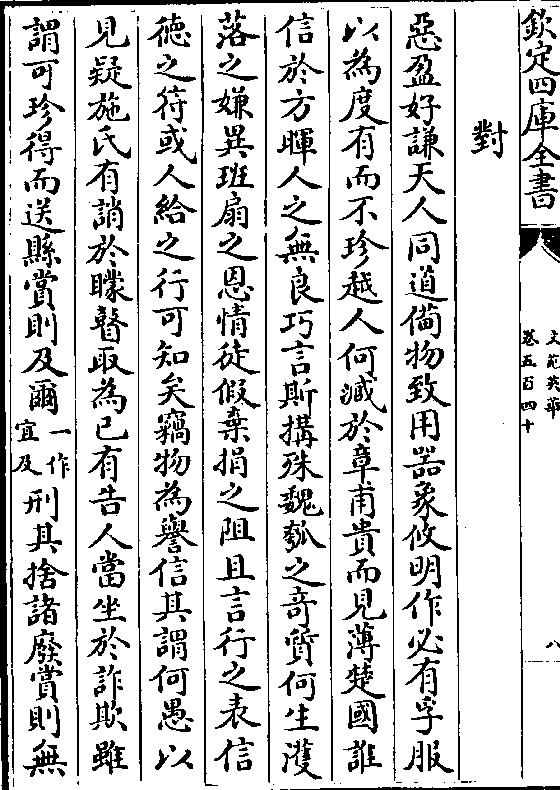 欽定四庫全書
文苑英華
卷五百四十
八
對
惡盈好謙天人同道備物致用器象攸明作必有孚服
以為度有而不珍越人何減於章甫貴而見薄楚國誰
信於方暉人之無良巧言斯搆殊魏瓠之奇質何生濩
落之嫌異班扇之恩情徒假棄捐之阻且言行之表信
徳之符或人給之行可知矣竊物為譽信其謂何愚以
見疑施氏有誚於矇瞽取為已有告人當坐於詐欺雖
謂可珍得而送縣賞則及爾一作宜及刑其捨諸廢賞則無